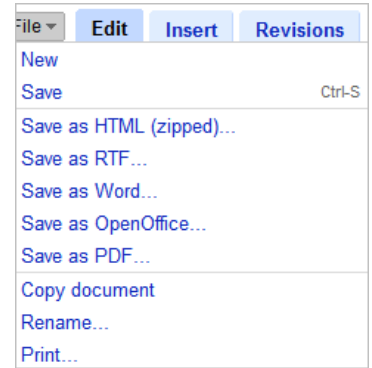 File Edit Insert Revisions
New
Save Ctrl-S
Save as HTML (zipped)...
Save as RTF...
Save as Word...
Save as OpenOffice...
Save as PDF...
Copy document
Rename...
Print...